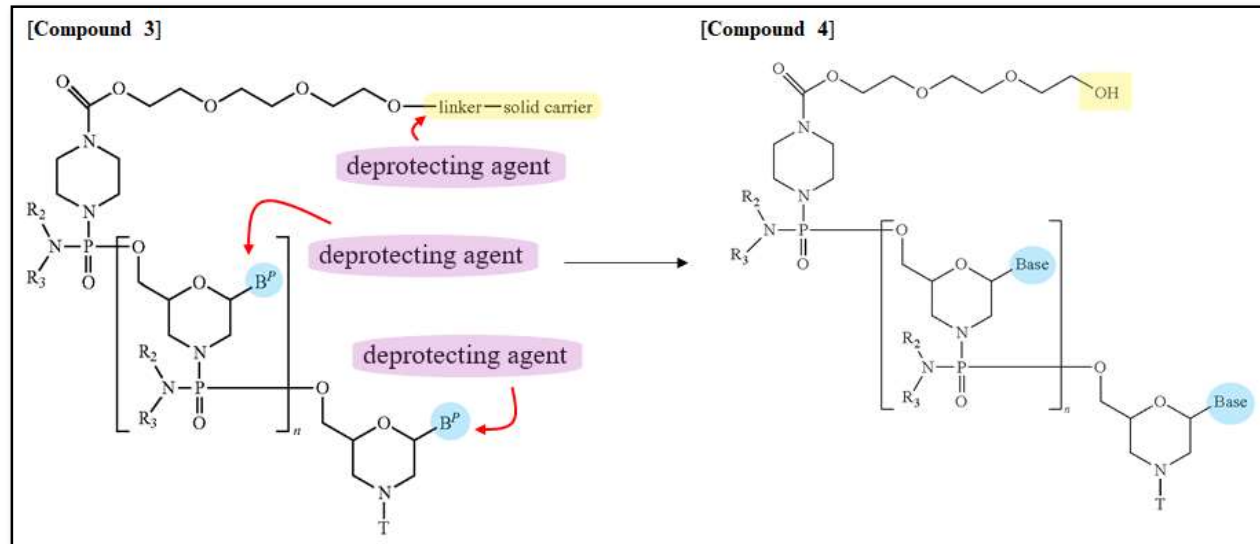 [Compound 3]
[Compound 4]
O
O
O
O
O
linker
solid carrier
deprotecting agent
N
N
R2
N
P
O
R3
O
deprotecting agent
O
B^P
N
R2
N
P
O
R3
O
n
deprotecting agent
O
B^P
N
T
O
O
O
O
OH
N
N
R2
N
P
O
R3
O
O
Base
N
R2
N
P
O
R3
O
n
O
Base
N
T